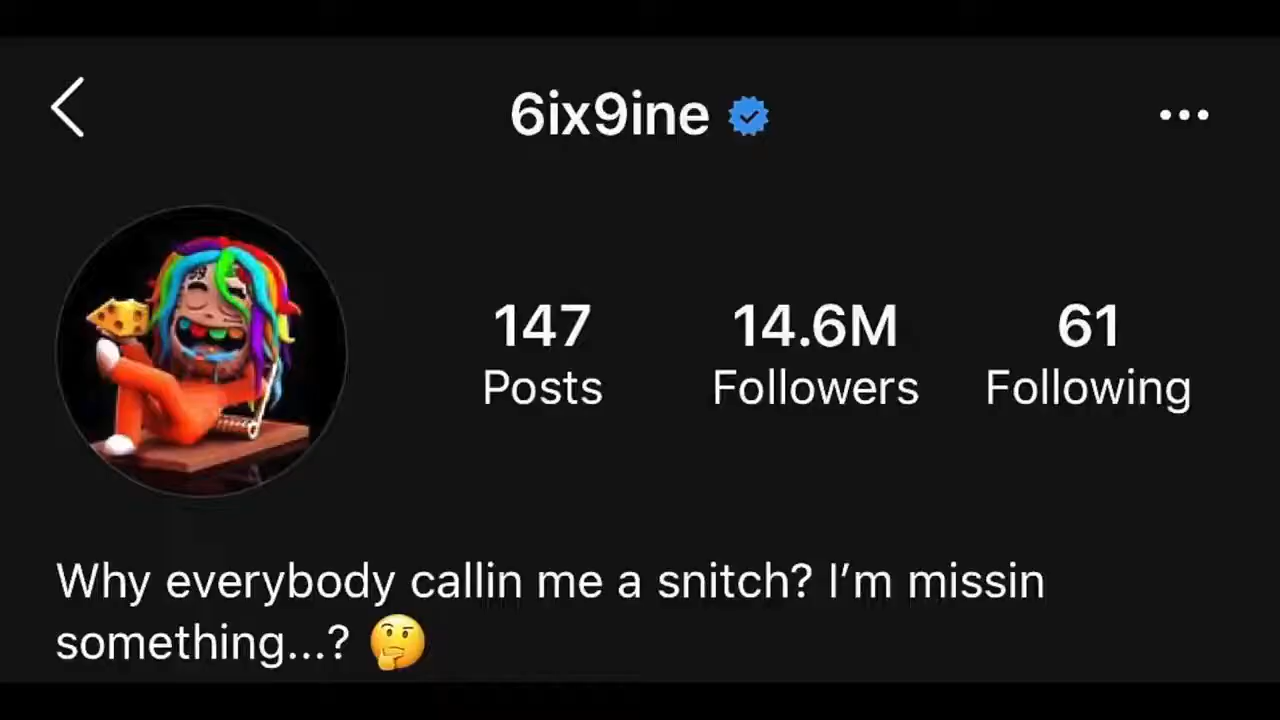 6ix9ine
147
14.6M
61
Posts
Followers
Following
Why everybody callin me a snitch? I’m missin
something...? 🤔